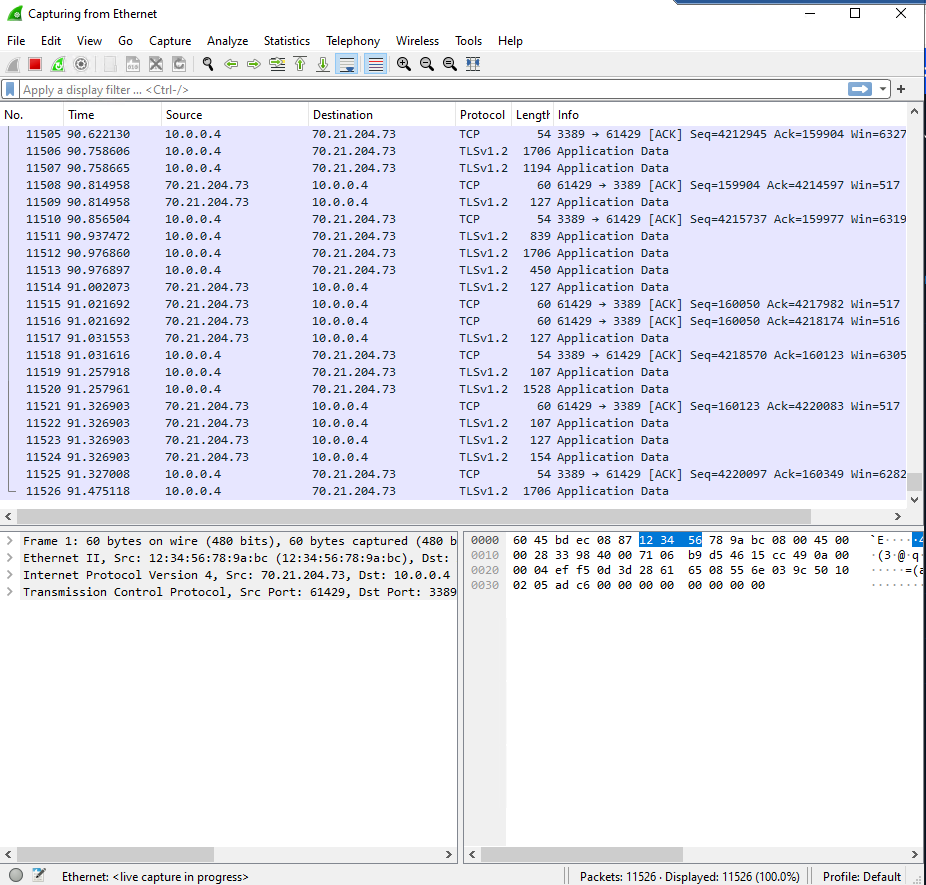 Capturing from Ethernet
File Edit View Go Capture Analyze Statistics Telephony Wireless Tools Help
Apply a display filter ... <Ctrl-/>
No. Time Source Destination Protocol Length Info
11505 90.622130 10.0.0.4 70.21.204.73 TCP 54 3389 → 61429 [ACK] Seq=4212945 Ack=159904 Win=6327
11506 90.758606 10.0.0.4 70.21.204.73 TLSv1.2 1706 Application Data
11507 90.758665 10.0.0.4 70.21.204.73 TLSv1.2 1194 Application Data
11508 90.814958 70.21.204.73 10.0.0.4 TCP 60 61429 → 3389 [ACK] Seq=159904 Ack=4214597 Win=517
11509 90.814958 70.21.204.73 10.0.0.4 TLSv1.2 127 Application Data
11510 90.856504 10.0.0.4 70.21.204.73 TCP 54 3389 → 61429 [ACK] Seq=4215737 Ack=159977 Win=6319
11511 90.937472 10.0.0.4 70.21.204.73 TLSv1.2 839 Application Data
11512 90.976860 10.0.0.4 70.21.204.73 TLSv1.2 1706 Application Data
11513 90.976897 10.0.0.4 70.21.204.73 TLSv1.2 450 Application Data
11514 91.002073 70.21.204.73 10.0.0.4 TLSv1.2 127 Application Data
11515 91.021692 70.21.204.73 10.0.0.4 TCP 60 61429 → 3389 [ACK] Seq=160050 Ack=4217982 Win=517
11516 91.021692 70.21.204.73 10.0.0.4 TCP 60 61429 → 3389 [ACK] Seq=160050 Ack=4218174 Win=516
11517 91.031553 70.21.204.73 10.0.0.4 TLSv1.2 127 Application Data
11518 91.031616 10.0.0.4 70.21.204.73 TCP 54 3389 → 61429 [ACK] Seq=4218570 Ack=160123 Win=6305
11519 91.257918 10.0.0.4 70.21.204.73 TLSv1.2 107 Application Data
11520 91.257961 10.0.0.4 70.21.204.73 TLSv1.2 1528 Application Data
11521 91.326903 70.21.204.73 10.0.0.4 TCP 60 61429 → 3389 [ACK] Seq=160123 Ack=4220083 Win=517
11522 91.326903 70.21.204.73 10.0.0.4 TLSv1.2 107 Application Data
11523 91.326903 70.21.204.73 10.0.0.4 TLSv1.2 127 Application Data
11524 91.326903 70.21.204.73 10.0.0.4 TLSv1.2 154 Application Data
11525 91.327008 10.0.0.4 70.21.204.73 TCP 54 3389 → 61429 [ACK] Seq=4220097 Ack=160349 Win=6282
11526 91.475118 10.0.0.4 70.21.204.73 TLSv1.2 1706 Application Data
Frame 1: 60 bytes on wire (480 bits), 60 bytes captured (480 b
Ethernet II, Src: 12:34:56:78:9a:bc (12:34:56:78:9a:bc), Dst:
Internet Protocol Version 4, Src: 70.21.204.73, Dst: 10.0.0.4
Transmission Control Protocol, Src Port: 61429, Dst Port: 3389
0000 60 45 bd ec 08 87 12 34 56 78 9a bc 08 00 45 00 `E····4
0010 00 28 33 98 40 00 71 06 b9 d5 46 15 cc 49 0a 00 ·(3·@·q·
0020 00 04 ef f5 0d 3d 28 61 65 08 55 6e 03 9c 50 10 ·····=(a
0030 02 05 ad c6 00 00 00 00 00 00 00 00 ········
Ethernet: <live capture in progress>
Packets: 11526 · Displayed: 11526 (100.0%)
Profile: Default